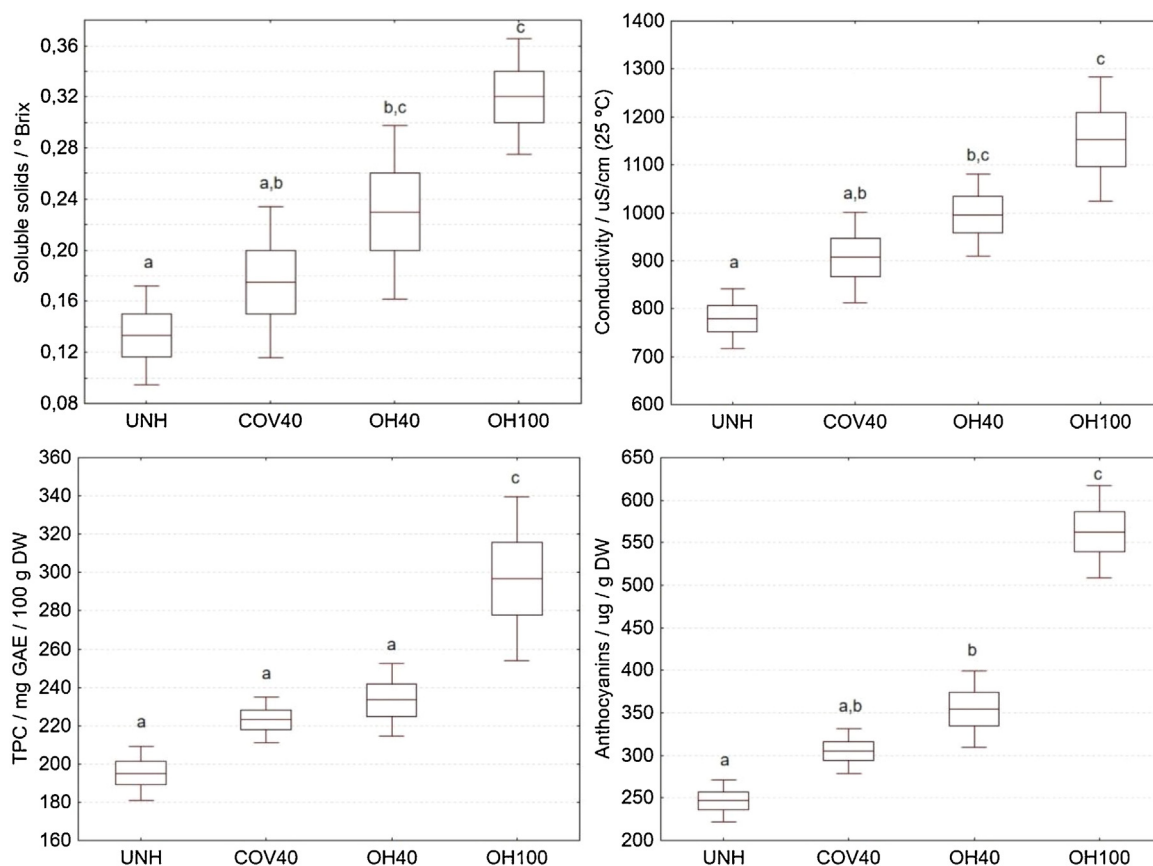 Soluble solids / °Brix
0,36
0,32
0,28
0,24
0,20
0,16
0,12
0,08
a
a,b
b,c
c
UNH COV40 OH40 OH100
Conductivity / uS/cm (25 ºC)
1400
1300
1200
1100
1000
900
800
700
600
a
a,b
b,c
c
UNH COV40 OH40 OH100
TPC / mg GAE / 100 g DW
360
340
320
300
280
260
240
220
200
180
160
a
a
a
c
UNH COV40 OH40 OH100
Anthocyanins / ug / g DW
650
600
550
500
450
400
350
300
250
200
a
a,b
b
c
UNH COV40 OH40 OH100